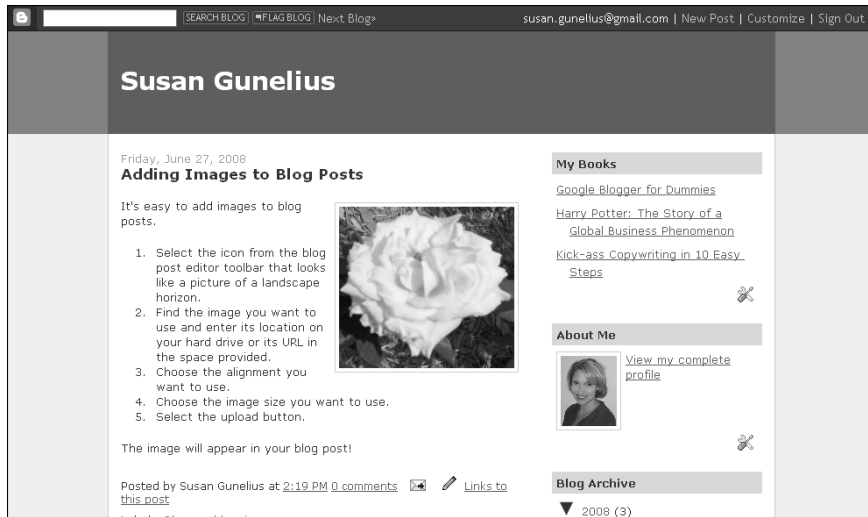 SEARCH BLOG FLAG BLOG Next Blog»
susan.gunelius@gmail.com | New Post | Customize | Sign Out
Susan Gunelius
Friday, June 27, 2008
Adding Images to Blog Posts
It's easy to add images to blog
posts.
1. Select the icon from the blog
post editor toolbar that looks
like a picture of a landscape
horizon.
2. Find the image you want to
use and enter its location on
your hard drive or its URL in
the space provided.
3. Choose the alignment you
want to use.
4. Choose the image size you want to use.
5. Select the upload button.
The image will appear in your blog post!
Posted by Susan Gunelius at 2:19 PM 0 comments Links to
this post
My Books
Google Blogger for Dummies
Harry Potter: The Story of a
Global Business Phenomenon
Kick-ass Copywriting in 10 Easy
Steps
About Me
View my complete
profile
Blog Archive
▼ 2008 (3)